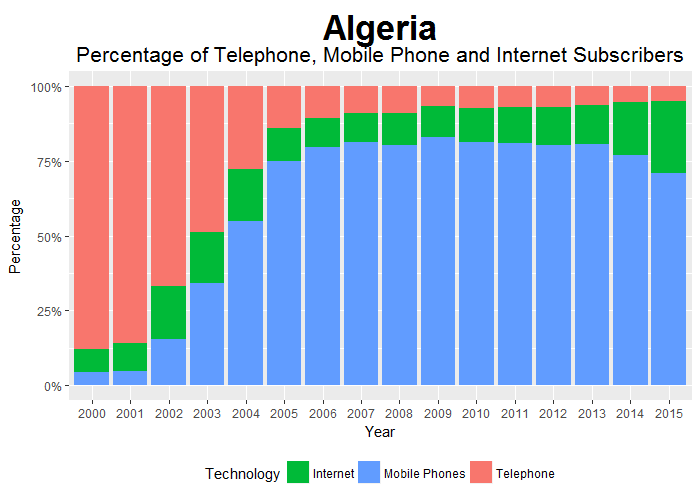 Algeria
Percentage of Telephone, Mobile Phone and Internet Subscribers
100%
75%
50%
25%
0%
Percentage
2000 2001 2002 2003 2004 2005 2006 2007 2008 2009 2010 2011 2012 2013 2014 2015
Year
Technology Internet Mobile Phones Telephone